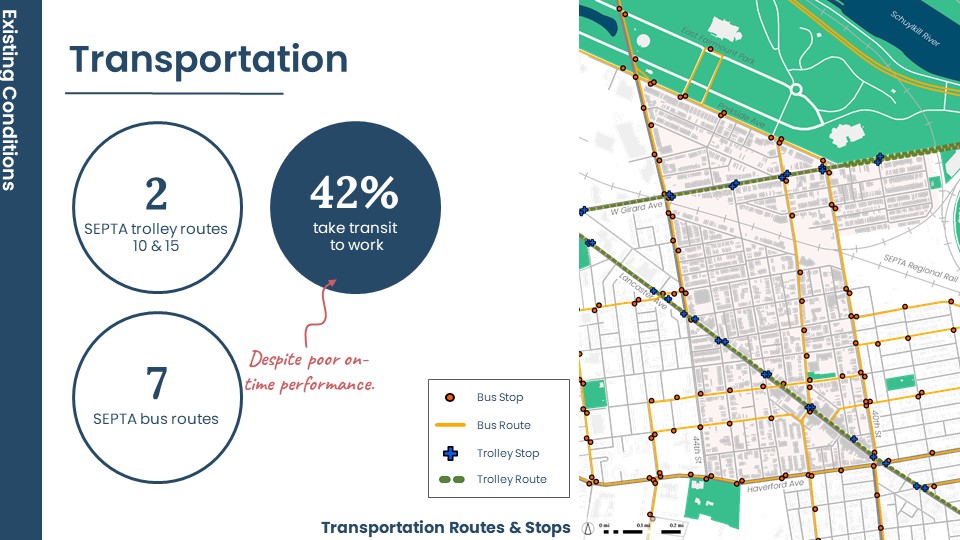 Existing Conditions
Transportation
2
SEPTA trolley routes
10 & 15
42%
take transit
to work
Despite poor on-
time performance.
7
SEPTA bus routes
Bus Stop
Bus Route
Trolley Stop
Trolley Route
Transportation Routes & Stops
Schuylkill River
East Fairmount Park
Parkside Ave
W Girard Ave
SEPTA Regional Rail
Lancaster Ave
40th St
44th St
Haverford Ave
0 mi 0.1 mi 0.2 mi